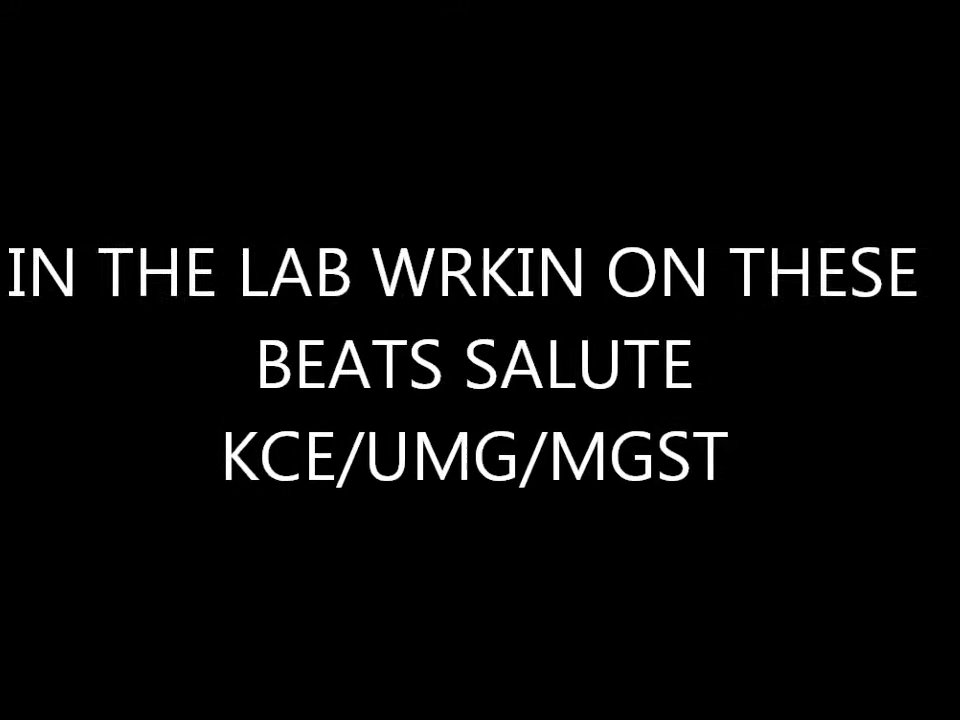 IN THE LAB WRKIN ON THESE
BEATS SALUTE
KCE/UMG/MGST